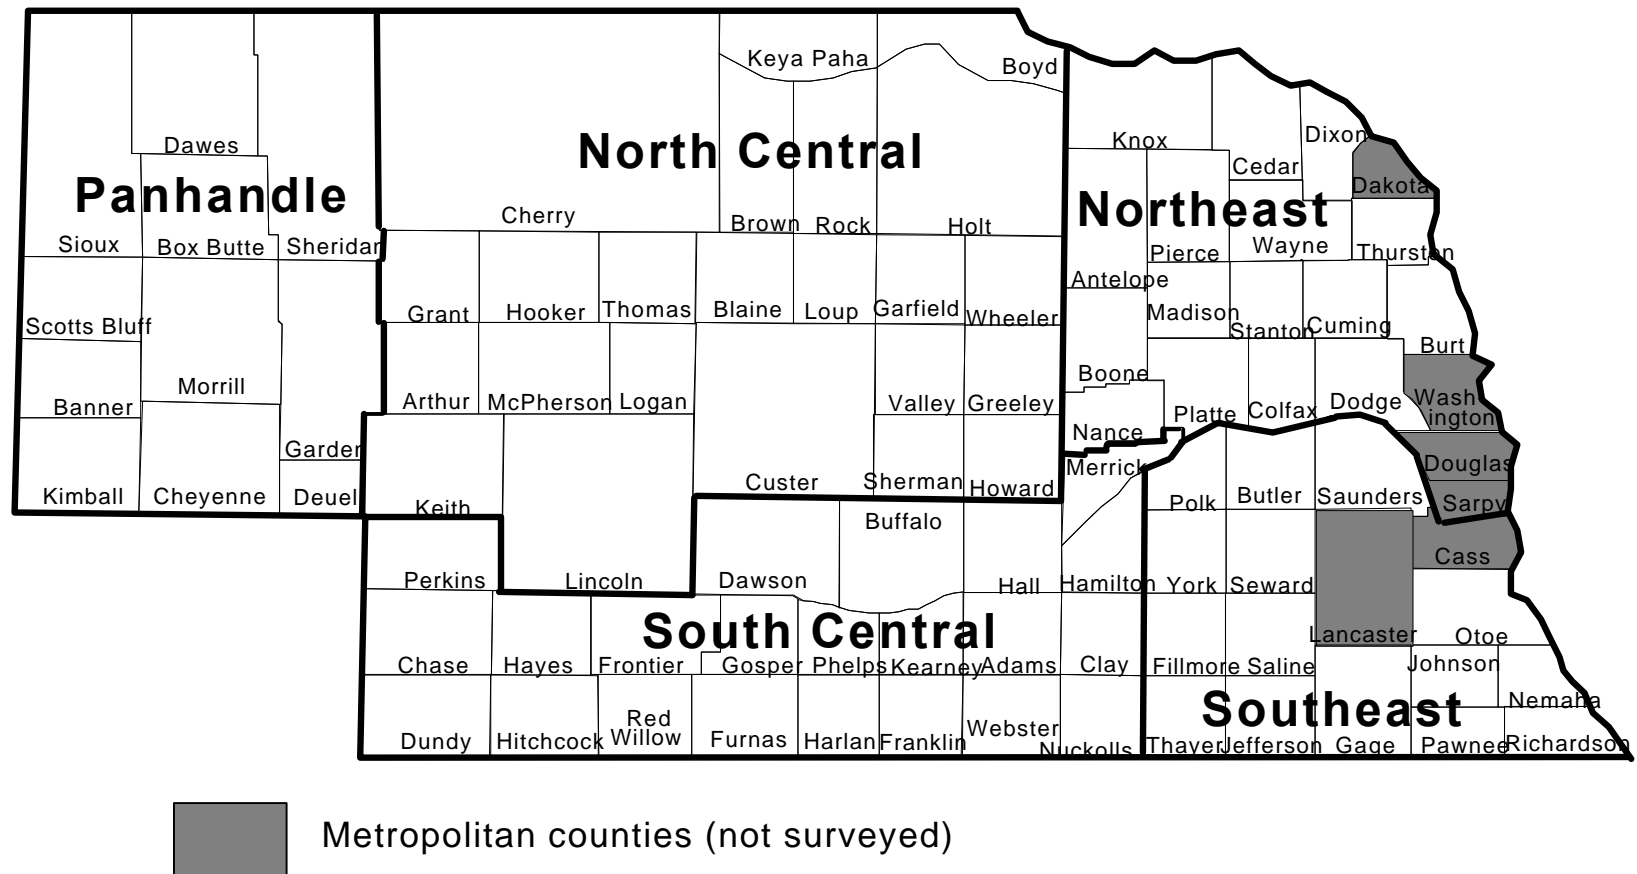 Keya Paha
Boyd
Dawes
Knox
Dixon
North Central
Cedar
Dakota
Panhandle
Northeast
Cherry
Brown
Rock
Holt
Sioux
Box Butte
Sheridan
Pierce
Wayne
Thurston
Antelope
Scotts Bluff
Grant
Hooker
Thomas
Blaine
Loup
Garfield
Wheeler
Madison
Stanton
Cuming
Burt
Morrill
Boone
Banner
Arthur
McPherson
Logan
Valley
Greeley
Platte
Colfax
Dodge
Wash
ington
Nance
Garden
Merrick
Douglas
Kimball
Cheyenne
Deuel
Keith
Custer
Sherman
Howard
Polk
Butler
Saunders
Sarpy
Buffalo
Cass
Perkins
Lincoln
Dawson
Hall
Hamilton
York
Seward
South Central
Lancaster
Otoe
Chase
Hayes
Frontier
Gosper
Phelps
Kearney
Adams
Clay
Fillmore
Saline
Johnson
Southeast
Nemaha
Dundy
Hitchcock
Red
Willow
Furnas
Harlan
Franklin
Webster
Nuckolls
Thayer
Jefferson
Gage
Pawnee
Richardson
Metropolitan counties (not surveyed)